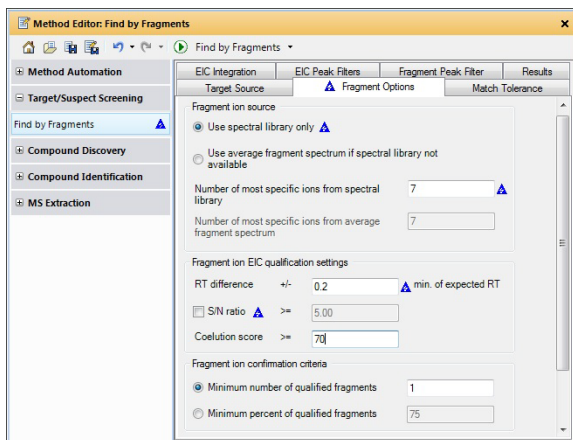 Method Editor: Find by Fragments
Find by Fragments
Method Automation
Target/Suspect Screening
Find by Fragments
Compound Discovery
Compound Identification
MS Extraction
EIC Integration EIC Peak Filters Fragment Peak Filter Results
Target Source Fragment Options Match Tolerance
Fragment ion source
Use spectral library only
Use average fragment spectrum if spectral library not
available
Number of most specific ions from spectral 7
library
Number of most specific ions from average 7
fragment spectrum
Fragment ion EIC qualification settings
RT difference +/- 0.2 min. of expected RT
S/N ratio >= 5.00
Coelution score >= 70
Fragment ion confirmation criteria
Minimum number of qualified fragments 1
Minimum percent of qualified fragments 75